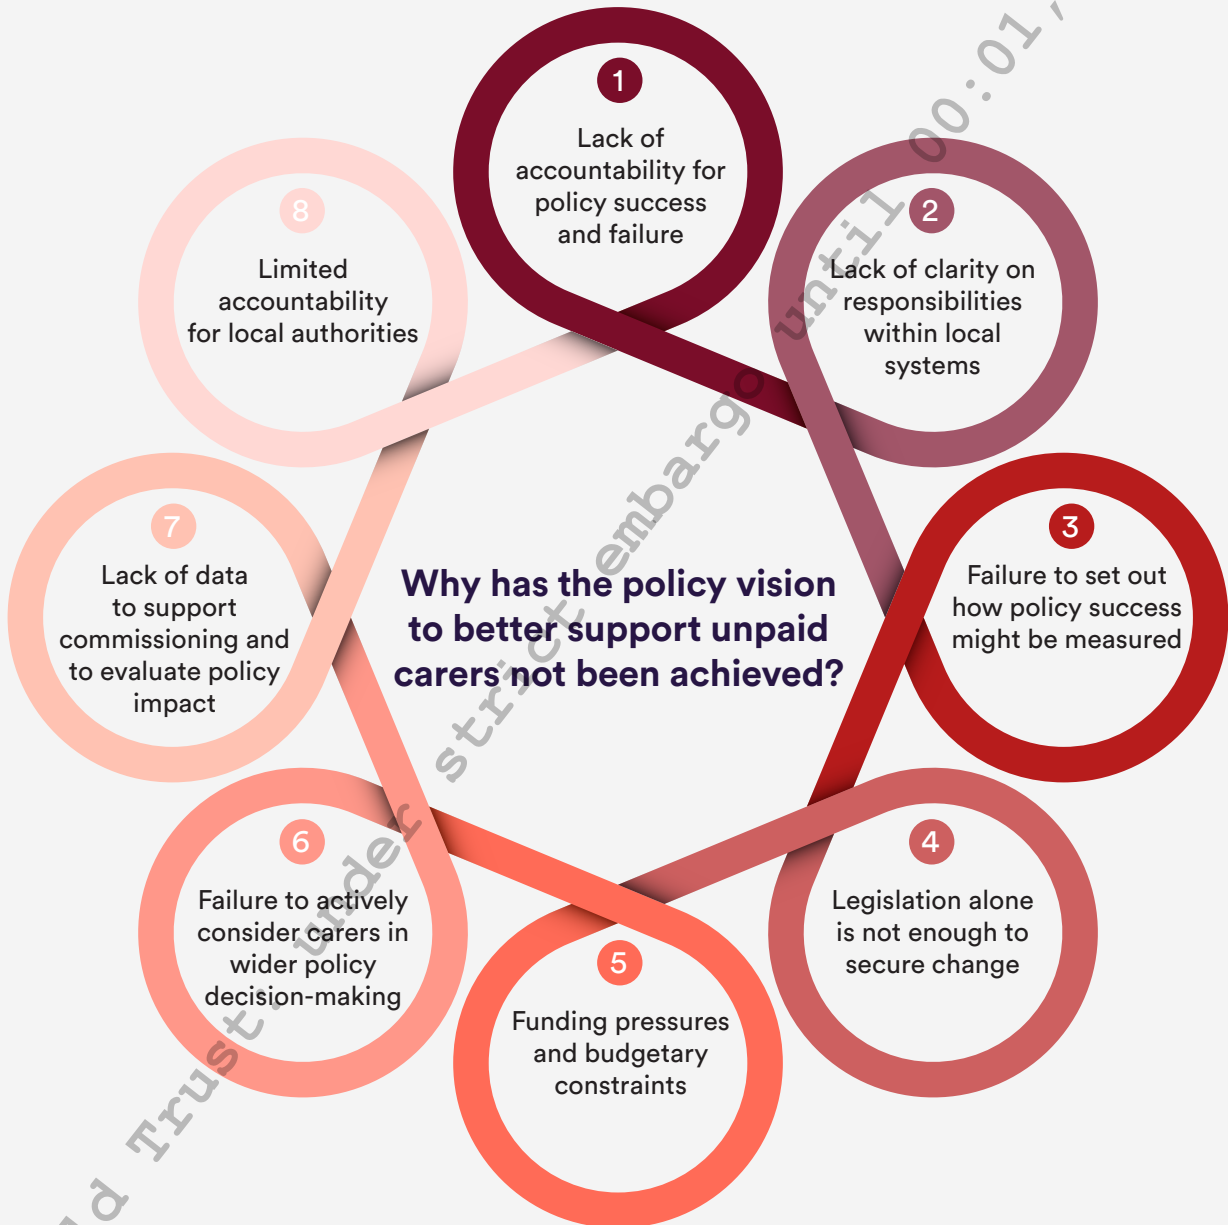 1
Lack of
accountability for
policy success
and failure
2
Lack of clarity on
responsibilities
within local
systems
3
Failure to set out
how policy success
might be measured
4
Legislation alone
is not enough to
secure change
5
Funding pressures
and budgetary
constraints
6
Failure to actively
consider carers in
wider policy
decision-making
7
Lack of data
to support
commissioning and
to evaluate policy
impact
8
Limited
accountability
for local authorities
Why has the policy vision
to better support unpaid
carers not been achieved?
ld Trust: under strict embargo until 00:01,